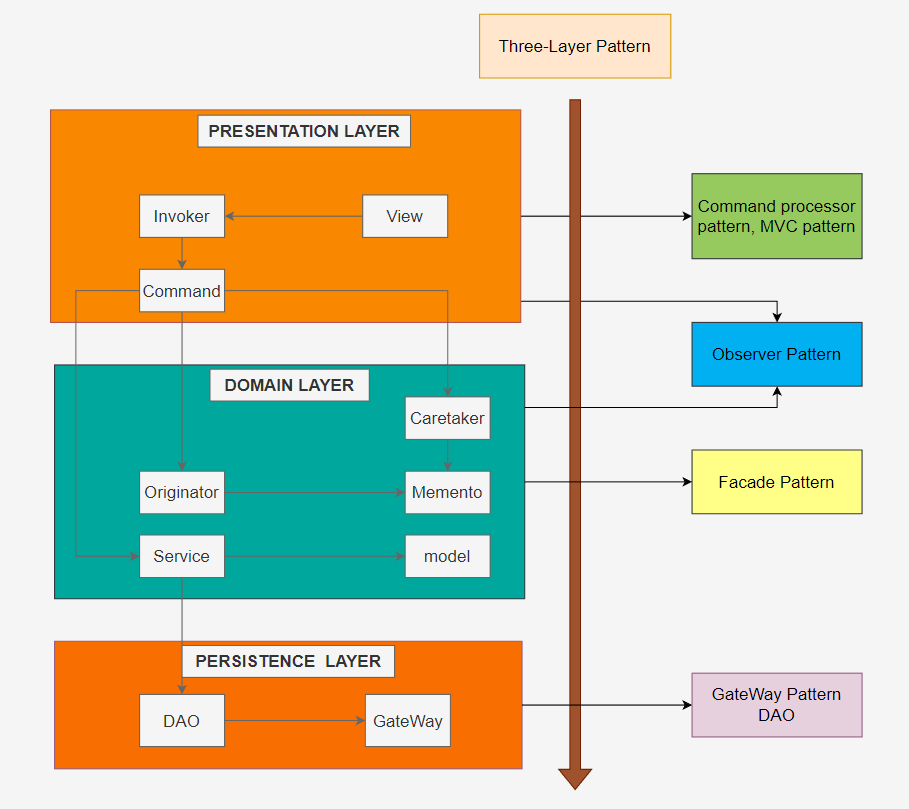 Three-Layer Pattern
PRESENTATION LAYER
Invoker
View
Command
Command processor
pattern, MVC pattern
Observer Pattern
DOMAIN LAYER
Caretaker
Originator
Memento
Service
model
Facade Pattern
PERSISTENCE LAYER
DAO
GateWay
GateWay Pattern
DAO